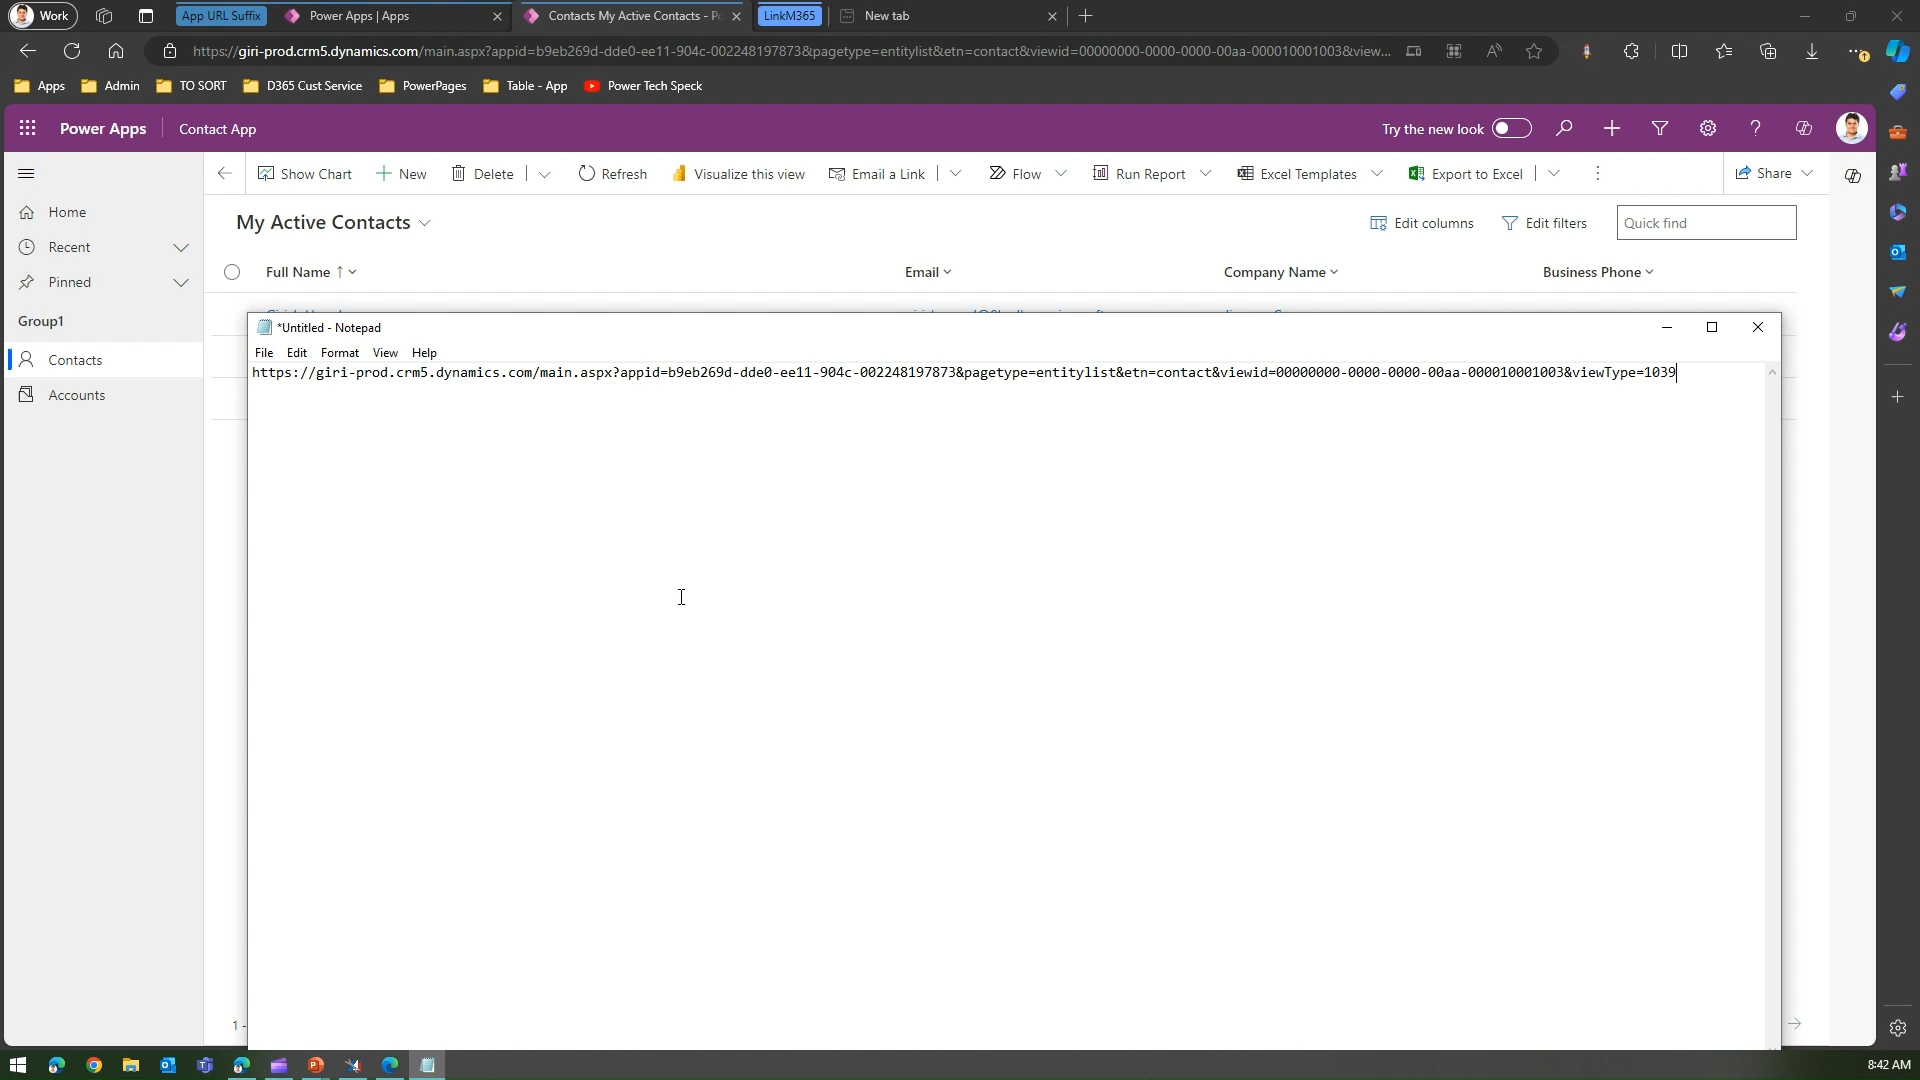 Work
App URL Suffix
Power Apps | Apps
Contacts My Active Contacts - Po
LinkM365
New tab
https://giri-prod.crm5.dynamics.com/main.aspx?appid=b9eb269d-dde0-ee11-904c-002248197873&pagetype=entitylist&etn=contact&viewid=00000000-0000-0000-00aa-000010001003&view...
Apps
Admin
TO SORT
D365 Cust Service
PowerPages
Table - App
Power Tech Speck
Power Apps
Contact App
Try the new look
Show Chart
New
Delete
Refresh
Visualize this view
Email a Link
Flow
Run Report
Excel Templates
Export to Excel
Share
Home
Recent
Pinned
Group1
Contacts
Accounts
My Active Contacts
Edit columns
Edit filters
Quick find
Full Name
Email
Company Name
Business Phone
*Untitled - Notepad
File Edit Format View Help
https://giri-prod.crm5.dynamics.com/main.aspx?appid=b9eb269d-dde0-ee11-904c-002248197873&pagetype=entitylist&etn=contact&viewid=00000000-0000-0000-00aa-000010001003&viewType=1039
1 -
8:42 AM